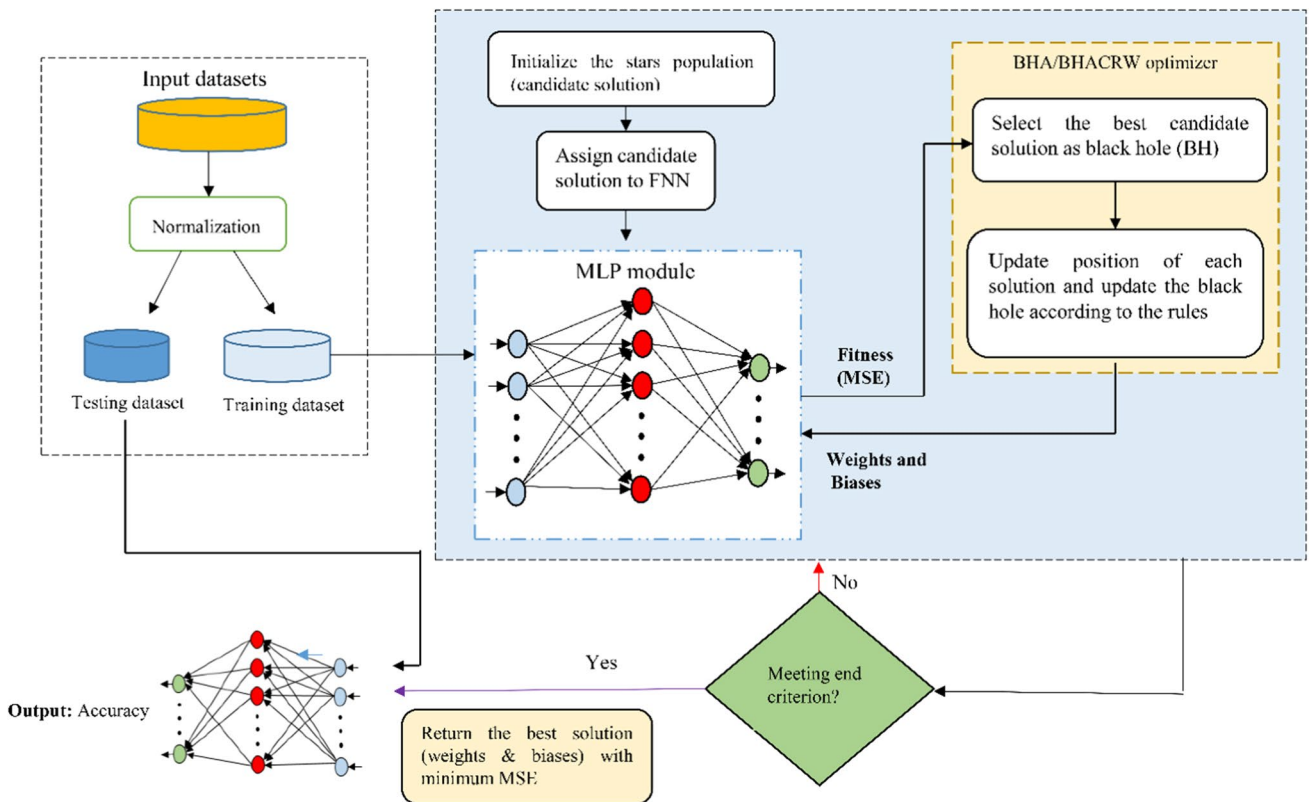 Input datasets
Normalization
Testing dataset
Training dataset
Initialize the stars population
(candidate solution)
Assign candidate
solution to FNN
MLP module
Fitness
(MSE)
Weights and
Biases
BHA/BHACRW optimizer
Select the best candidate
solution as black hole (BH)
Update position of each
solution and update the black
hole according to the rules
No
Meeting end
criterion?
Yes
Return the best solution
(weights & biases) with
minimum MSE
Output: Accuracy